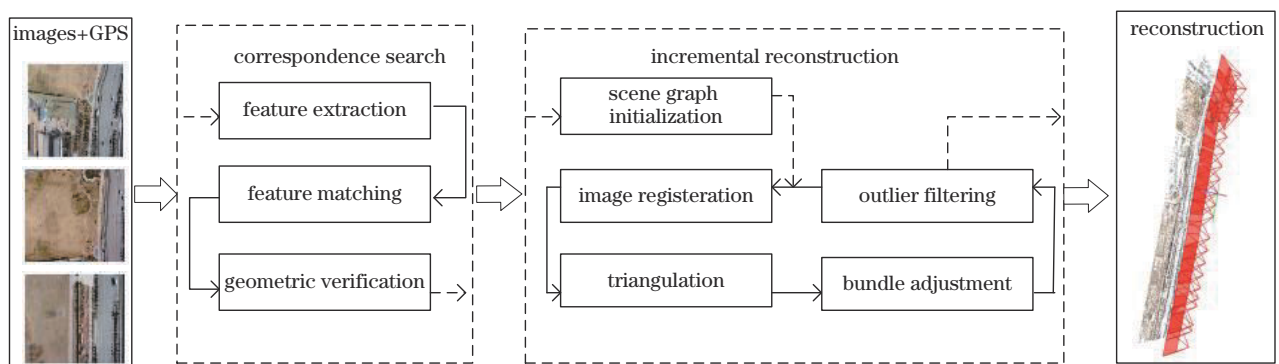 images+GPS
correspondence search
feature extraction
feature matching
geometric verification
incremental reconstruction
scene graph
initialization
image registeration
outlier filtering
triangulation
bundle adjustment
reconstruction